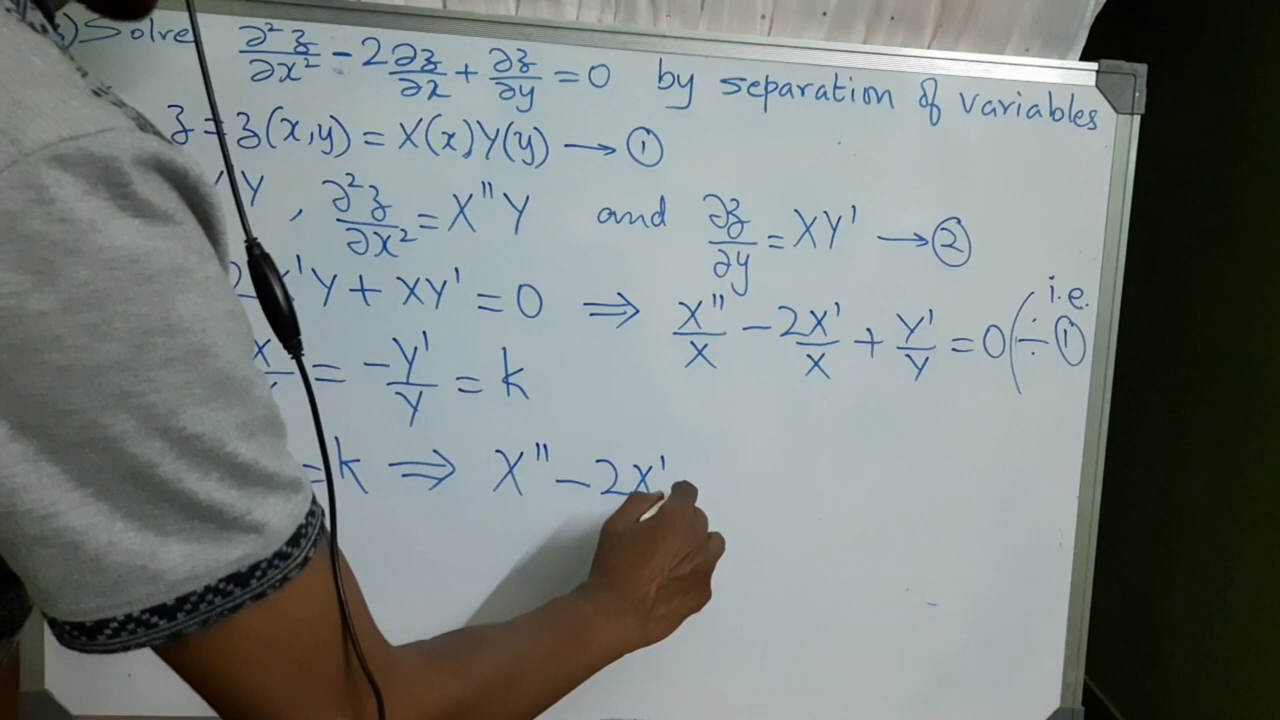 ) Solve ∂²z/∂x² - 2∂z/∂x + ∂z/∂y = 0 by separation of variables
z = z(x,y) = X(x)Y(y) → ①
'Y , ∂²z/∂x² = X''Y and ∂z/∂y = XY' → ②
X'Y + XY' = 0 ⇒ X''/X - 2X'/X + Y'/Y = 0 (i.e. ÷ ①
= -Y'/Y = k
= k ⇒ X'' - 2X'